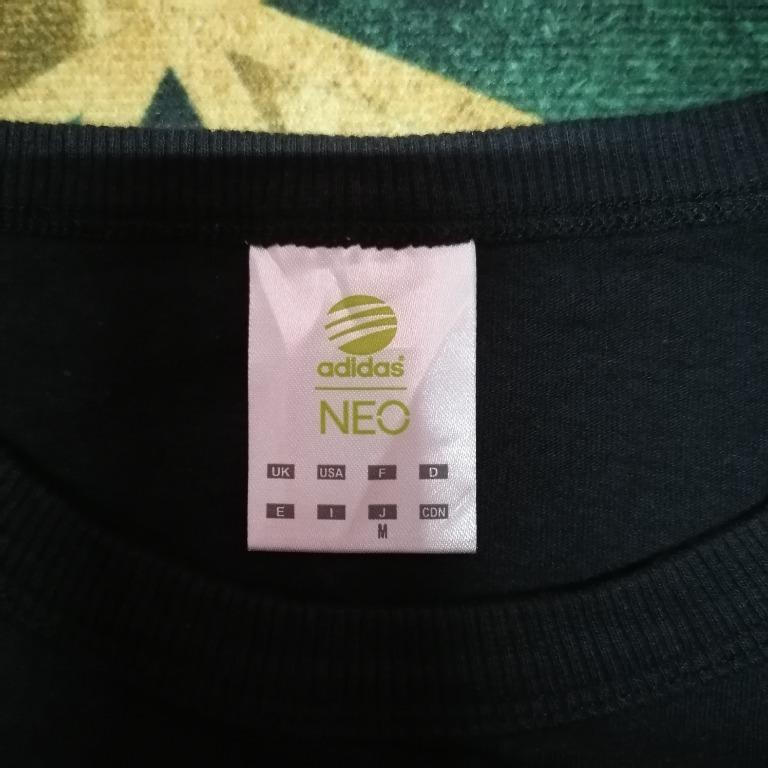 adidas®
NEO
UK USA F D
E I J CDN
M